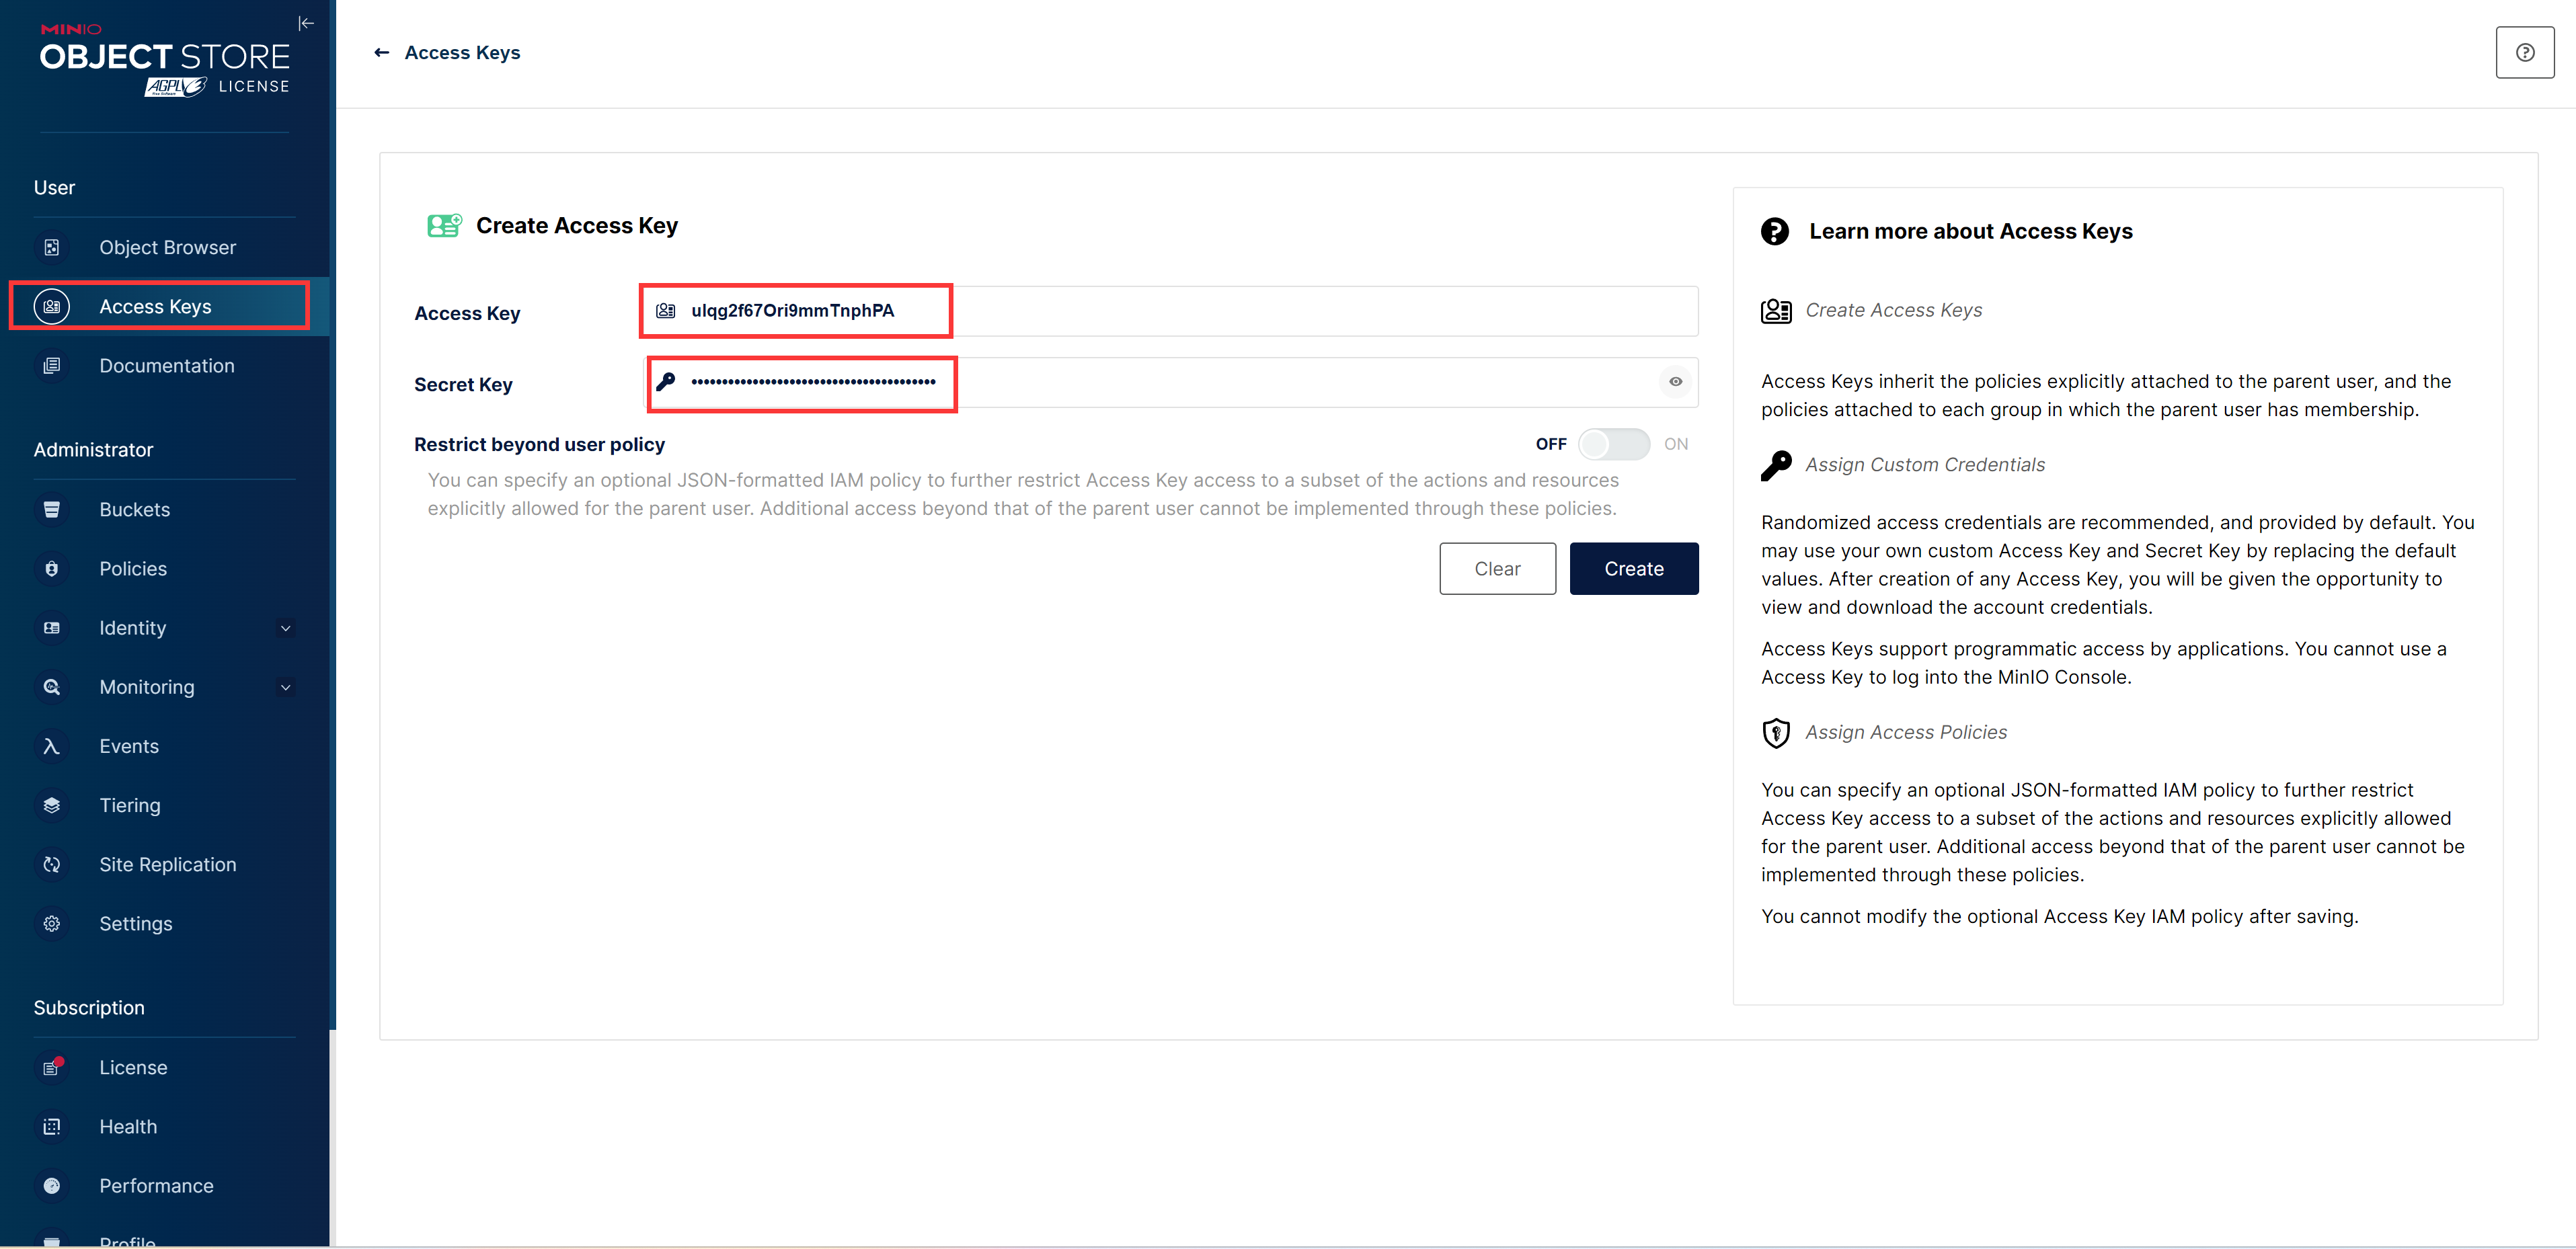 MINIO
OBJECT STORE
AGPL v3 LICENSE
User
Object Browser
Access Keys
Documentation
Administrator
Buckets
Policies
Identity
Monitoring
Events
Tiering
Site Replication
Settings
Subscription
License
Health
Performance
Profile
Access Keys
Create Access Key
Access Key
ulqg2f67Ori9mmTnphPA
Secret Key
••••••••••••••••••••••••••••••••••••••••
Restrict beyond user policy
OFF ON
You can specify an optional JSON-formatted IAM policy to further restrict Access Key access to a subset of the actions and resources
explicitly allowed for the parent user. Additional access beyond that of the parent user cannot be implemented through these policies.
Clear
Create
Learn more about Access Keys
Create Access Keys
Access Keys inherit the policies explicitly attached to the parent user, and the
policies attached to each group in which the parent user has membership.
Assign Custom Credentials
Randomized access credentials are recommended, and provided by default. You
may use your own custom Access Key and Secret Key by replacing the default
values. After creation of any Access Key, you will be given the opportunity to
view and download the account credentials.
Access Keys support programmatic access by applications. You cannot use a
Access Key to log into the MinIO Console.
Assign Access Policies
You can specify an optional JSON-formatted IAM policy to further restrict
Access Key access to a subset of the actions and resources explicitly allowed
for the parent user. Additional access beyond that of the parent user cannot be
implemented through these policies.
You cannot modify the optional Access Key IAM policy after saving.